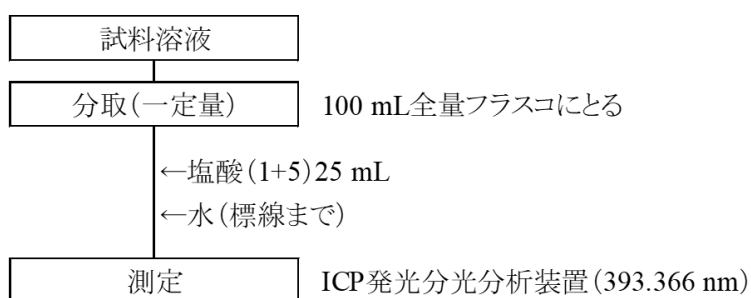 試料溶液
分取(一定量) 100 mL全量フラスコにとる
←塩酸(1+5)25 mL
←水(標線まで)
測定 ICP発光分光分析装置(393.366 nm)